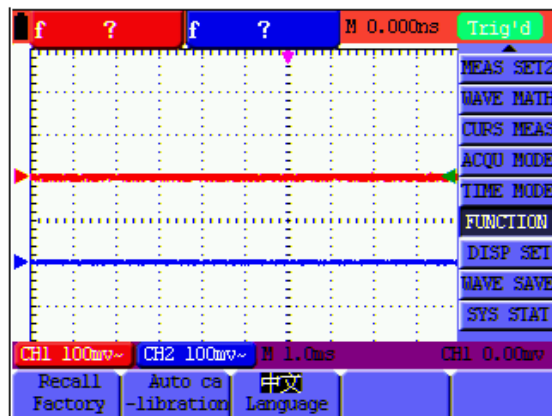 f ? f ? M 0.000ns Trig'd
MEAS SET2
WAVE MATH
CURS MEAS
ACQU MODE
TIME MODE
FUNCTION
DISP SET
WAVE SAVE
SYS STAT
CH1 100mv~ CH2 100mv~ M 1.0ms CH1 0.00mv
Recall
Factory
Auto ca
-libration
中文
Language